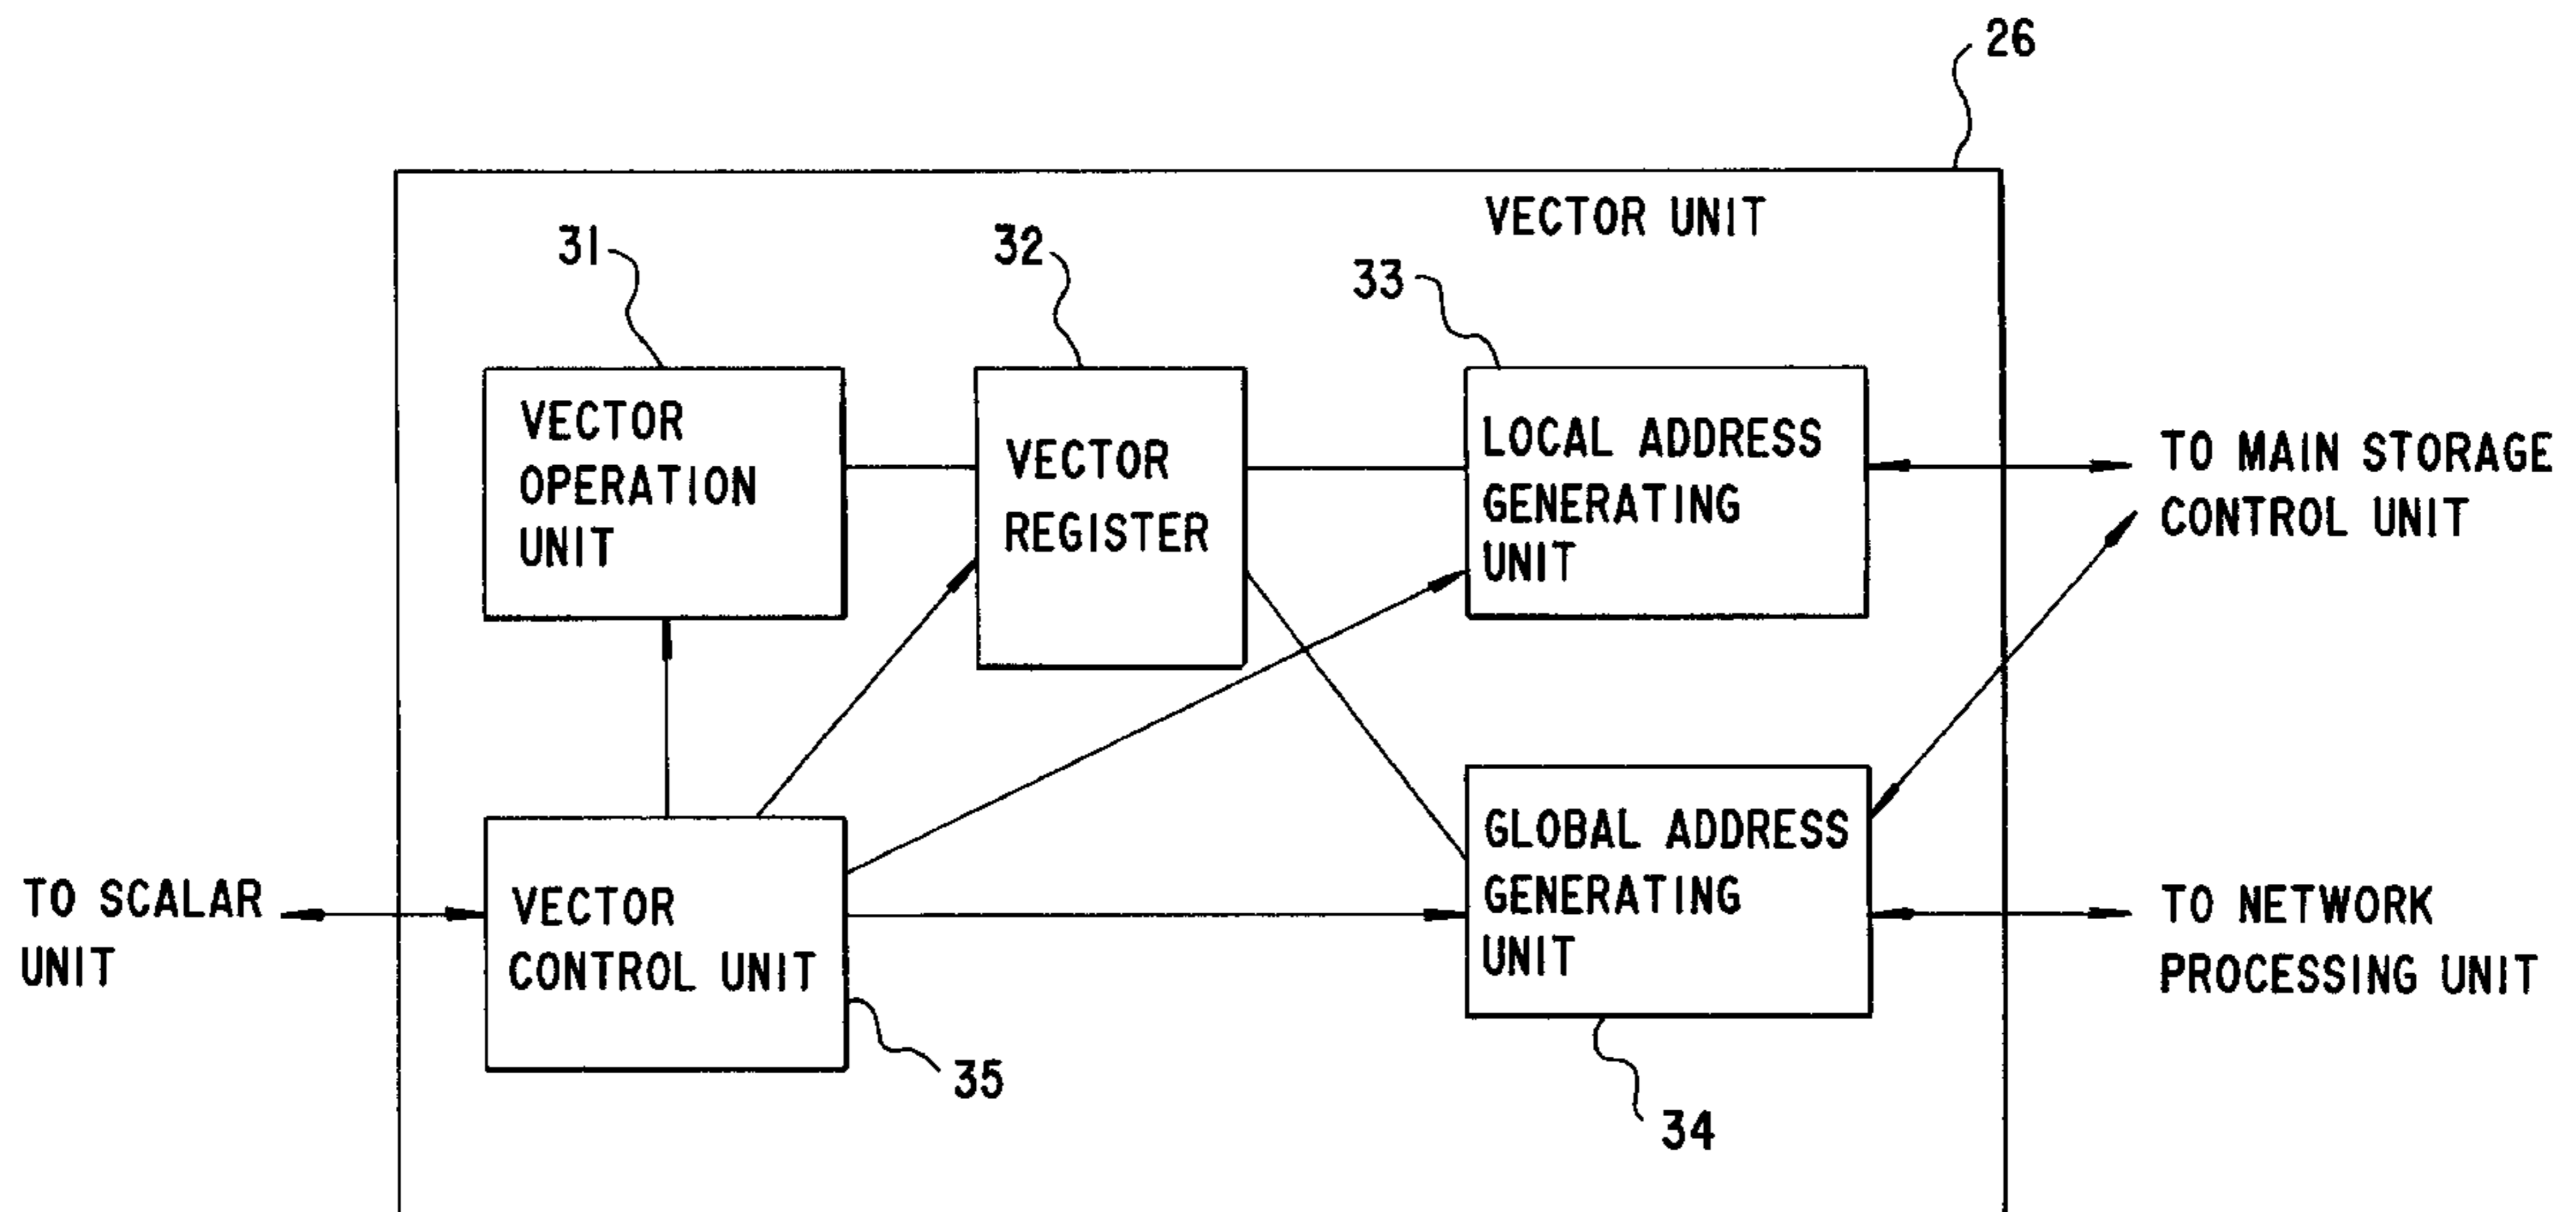 26
VECTOR UNIT
31
32
33
VECTOR
OPERATION
UNIT
VECTOR
REGISTER
LOCAL ADDRESS
GENERATING
UNIT
TO MAIN STORAGE
CONTROL UNIT
TO SCALAR
UNIT
VECTOR
CONTROL UNIT
GLOBAL ADDRESS
GENERATING
UNIT
TO NETWORK
PROCESSING UNIT
35
34